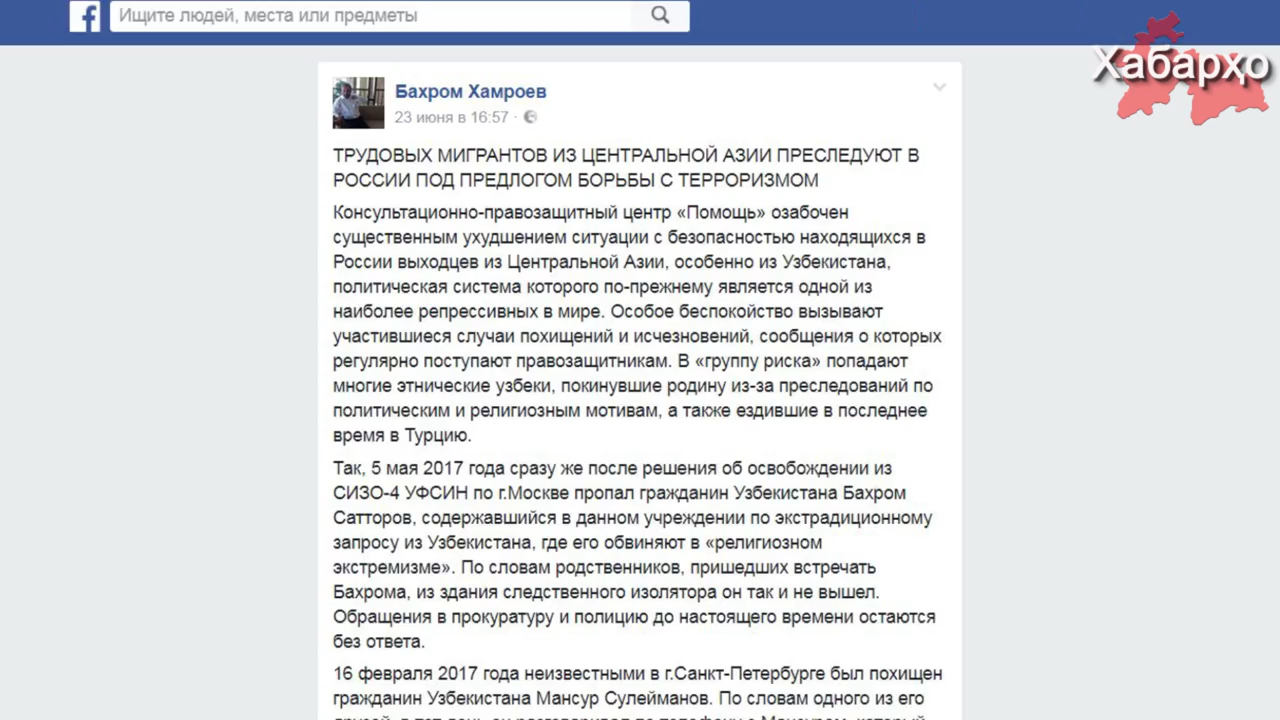 Ищите людей, места или предметы
Хабарҳо
Бахром Хамроев
23 июня в 16:57 ·
ТРУДОВЫХ МИГРАНТОВ ИЗ ЦЕНТРАЛЬНОЙ АЗИИ ПРЕСЛЕДУЮТ В
РОССИИ ПОД ПРЕДЛОГОМ БОРЬБЫ С ТЕРРОРИЗМОМ
Консультационно-правозащитный центр «Помощь» озабочен
существенным ухудшением ситуации с безопасностью находящихся в
России выходцев из Центральной Азии, особенно из Узбекистана,
политическая система которого по-прежнему является одной из
наиболее репрессивных в мире. Особое беспокойство вызывают
участившиеся случаи похищений и исчезновений, сообщения о которых
регулярно поступают правозащитникам. В «группу риска» попадают
многие этнические узбеки, покинувшие родину из-за преследований по
политическим и религиозным мотивам, а также ездившие в последнее
время в Турцию.
Так, 5 мая 2017 года сразу же после решения об освобождении из
СИЗО-4 УФСИН по г.Москве пропал гражданин Узбекистана Бахром
Сатторов, содержавшийся в данном учреждении по экстрадиционному
запросу из Узбекистана, где его обвиняют в «религиозном
экстремизме». По словам родственников, пришедших встречать
Бахрома, из здания следственного изолятора он так и не вышел.
Обращения в прокуратуру и полицию до настоящего времени остаются
без ответа.
16 февраля 2017 года неизвестными в г.Санкт-Петербурге был похищен
гражданин Узбекистана Мансур Сулейманов. По словам одного из его